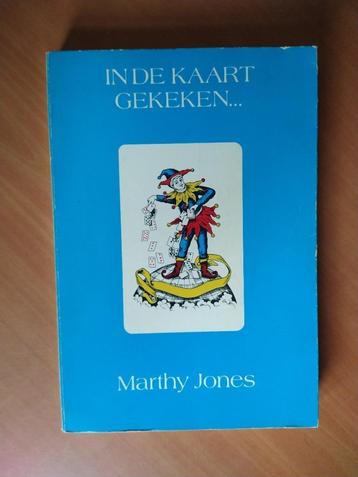 IN DE KAART
GEKEKEN...
Marthy Jones